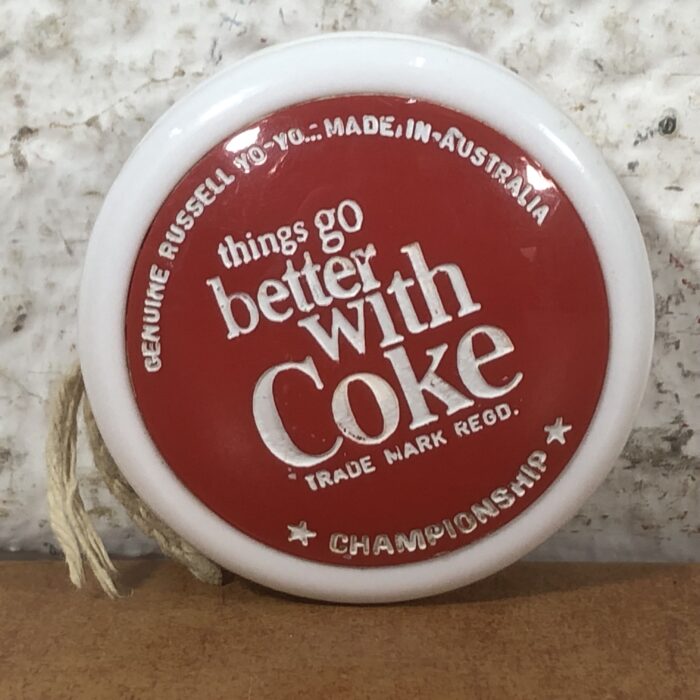 GENUINE RUSSELL YO-YO... MADE IN AUSTRALIA
things go
better
with
Coke
TRADE MARK REGD.
★ CHAMPIONSHIP ★